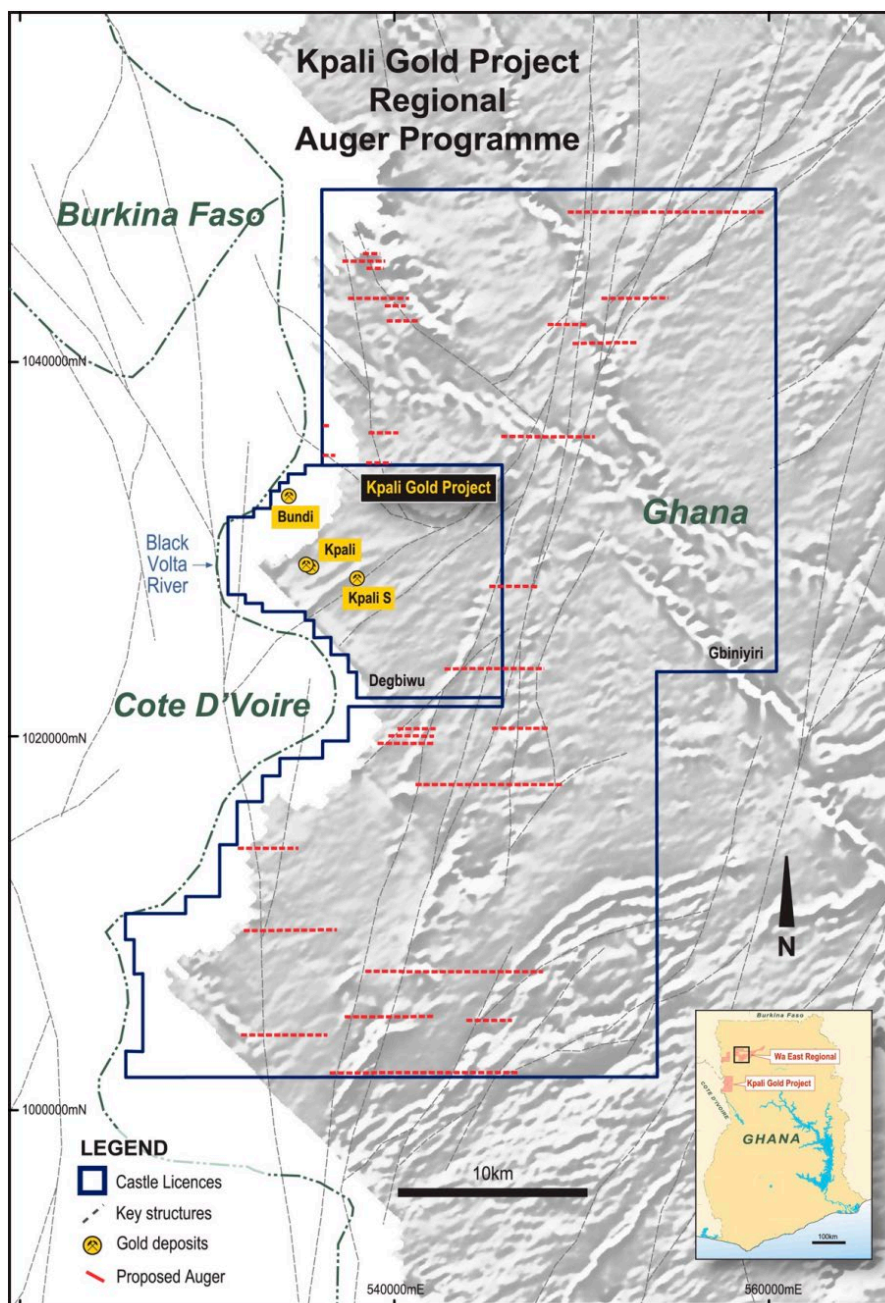 Kpali Gold Project
Regional
Auger Programme
Burkina Faso
1040000mN
Kpali Gold Project
Bundi
Ghana
Black
Volta
River
Kpali
Kpali S
Gbiniyiri
Degbiwu
Cote D'Voire
1020000mN
N
1000000mN
LEGEND
Castle Licences
Key structures
Gold deposits
Proposed Auger
10km
540000mE
560000mE
Burkina Faso
Wa East Regional
Kpali Gold Project
COTE D'IVOIRE
GHANA
100km